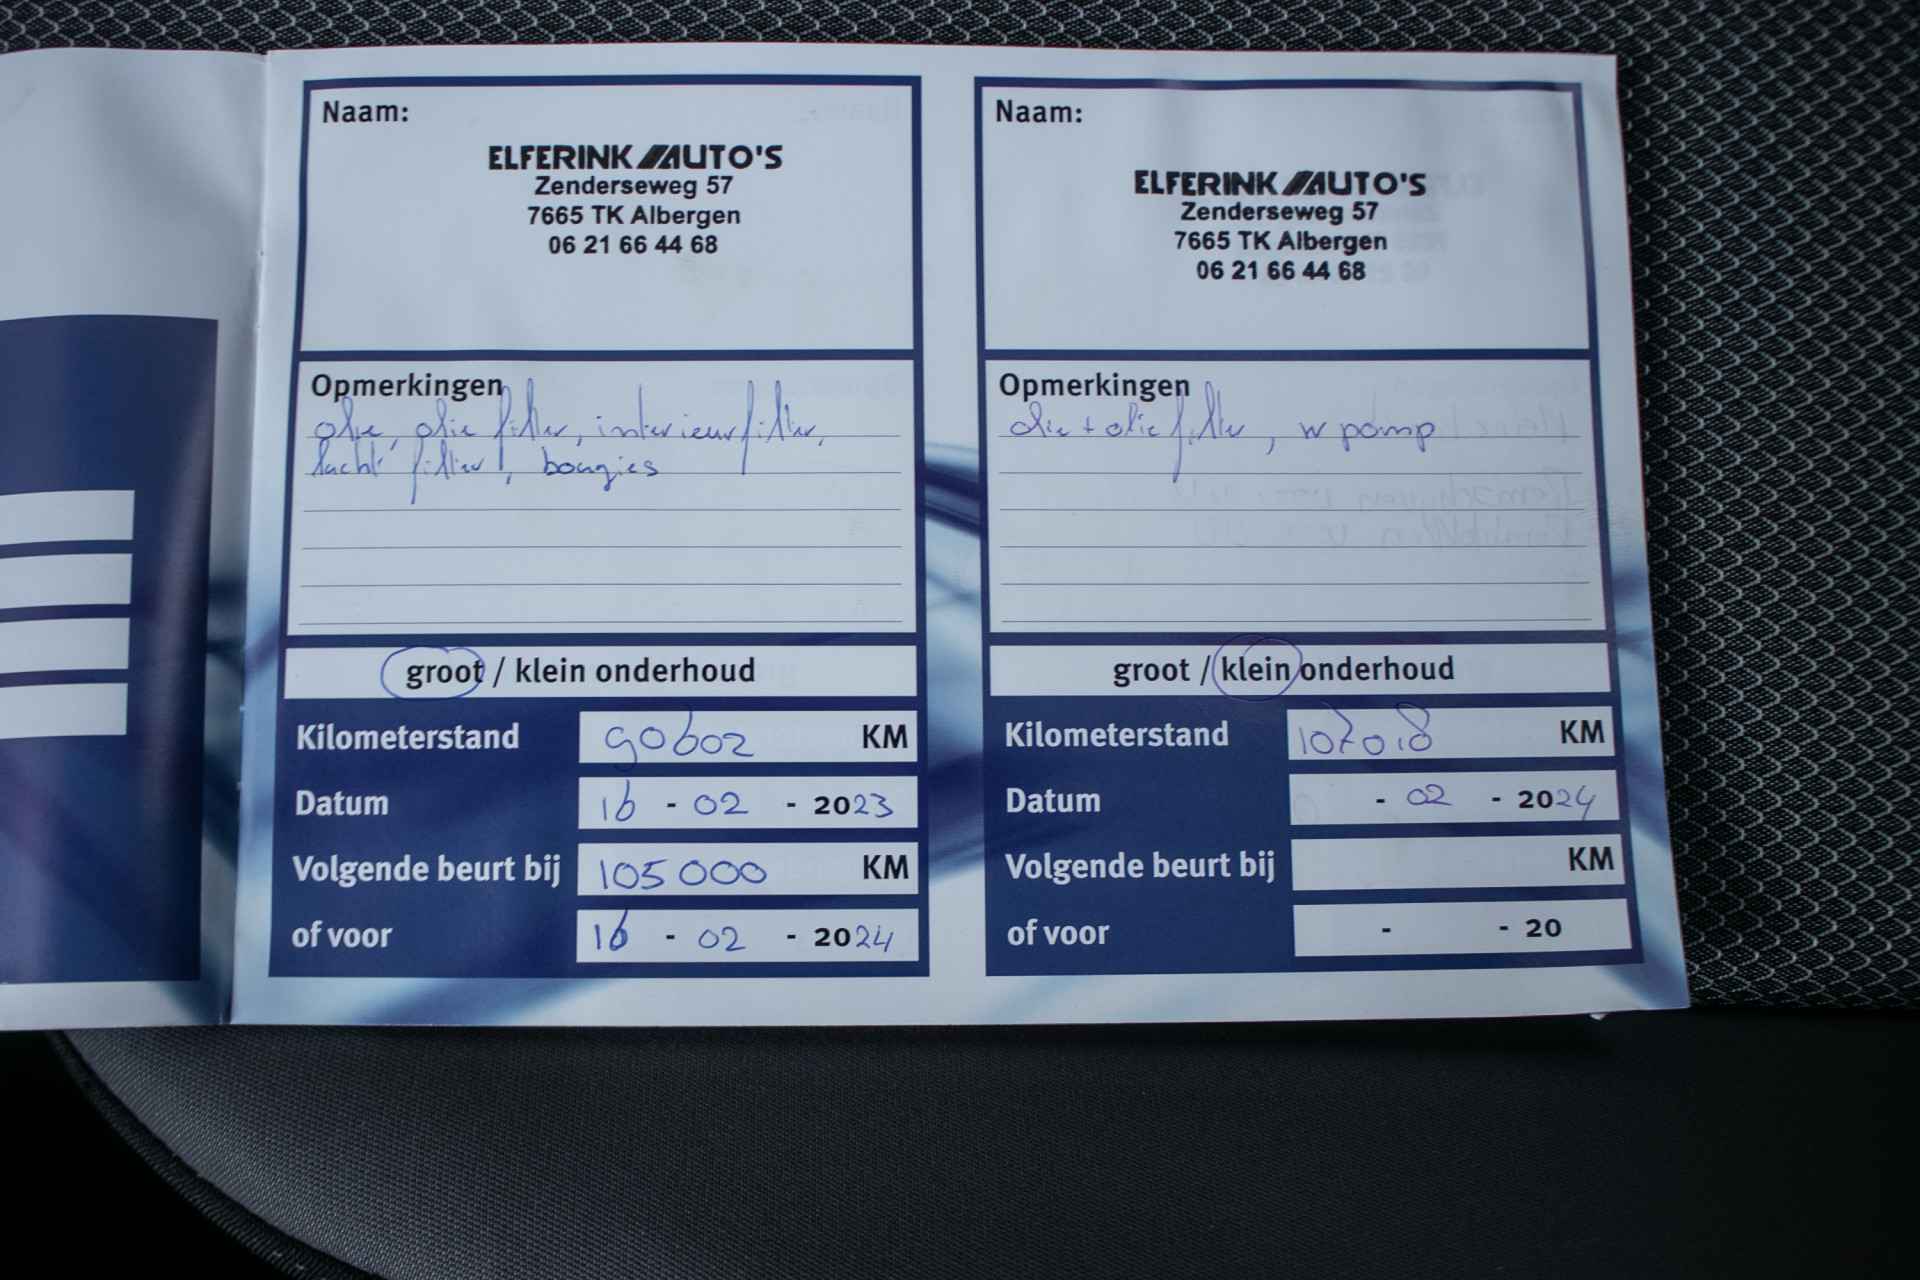 Naam:
ELFERINK AUTO'S
Zenderseweg 57
7665 TK Albergen
06 21 66 44 68
Opmerkingen
olie, olie filter, interieurfilter,
lucht filter, bougies
groot / klein onderhoud
Kilometerstand 90602 KM
Datum 16 - 02 - 2023
Volgende beurt bij 105000 KM
of voor 16 - 02 - 2024
Naam:
ELFERINK AUTO'S
Zenderseweg 57
7665 TK Albergen
06 21 66 44 68
Opmerkingen
olie + olie filter, w pomp
groot / klein onderhoud
Kilometerstand 107018 KM
Datum - 02 - 2024
Volgende beurt bij KM
of voor - - 20